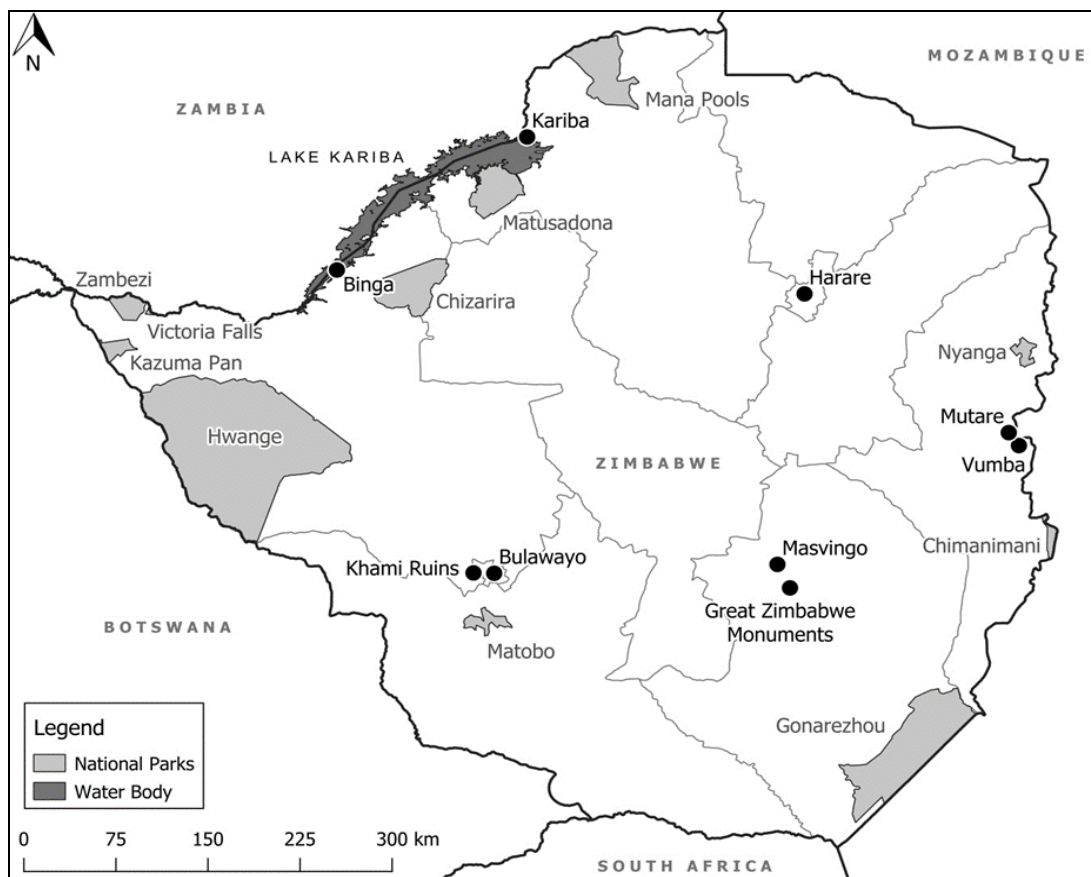 N
MOZAMBIQUE
ZAMBIA
Mana Pools
Kariba
LAKE KARIBA
Matusadona
Zambezi
Binga
Chizarira
Harare
Victoria Falls
Kazuma Pan
Nyanga
Hwange
Mutare
ZIMBABWE
Vumba
Masvingo
Chimanimani
Khami Ruins
Bulawayo
Great Zimbabwe
Monuments
BOTSWANA
Matobo
Gonarezhou
Legend
National Parks
Water Body
0 75 150 225 300 km
SOUTH AFRICA